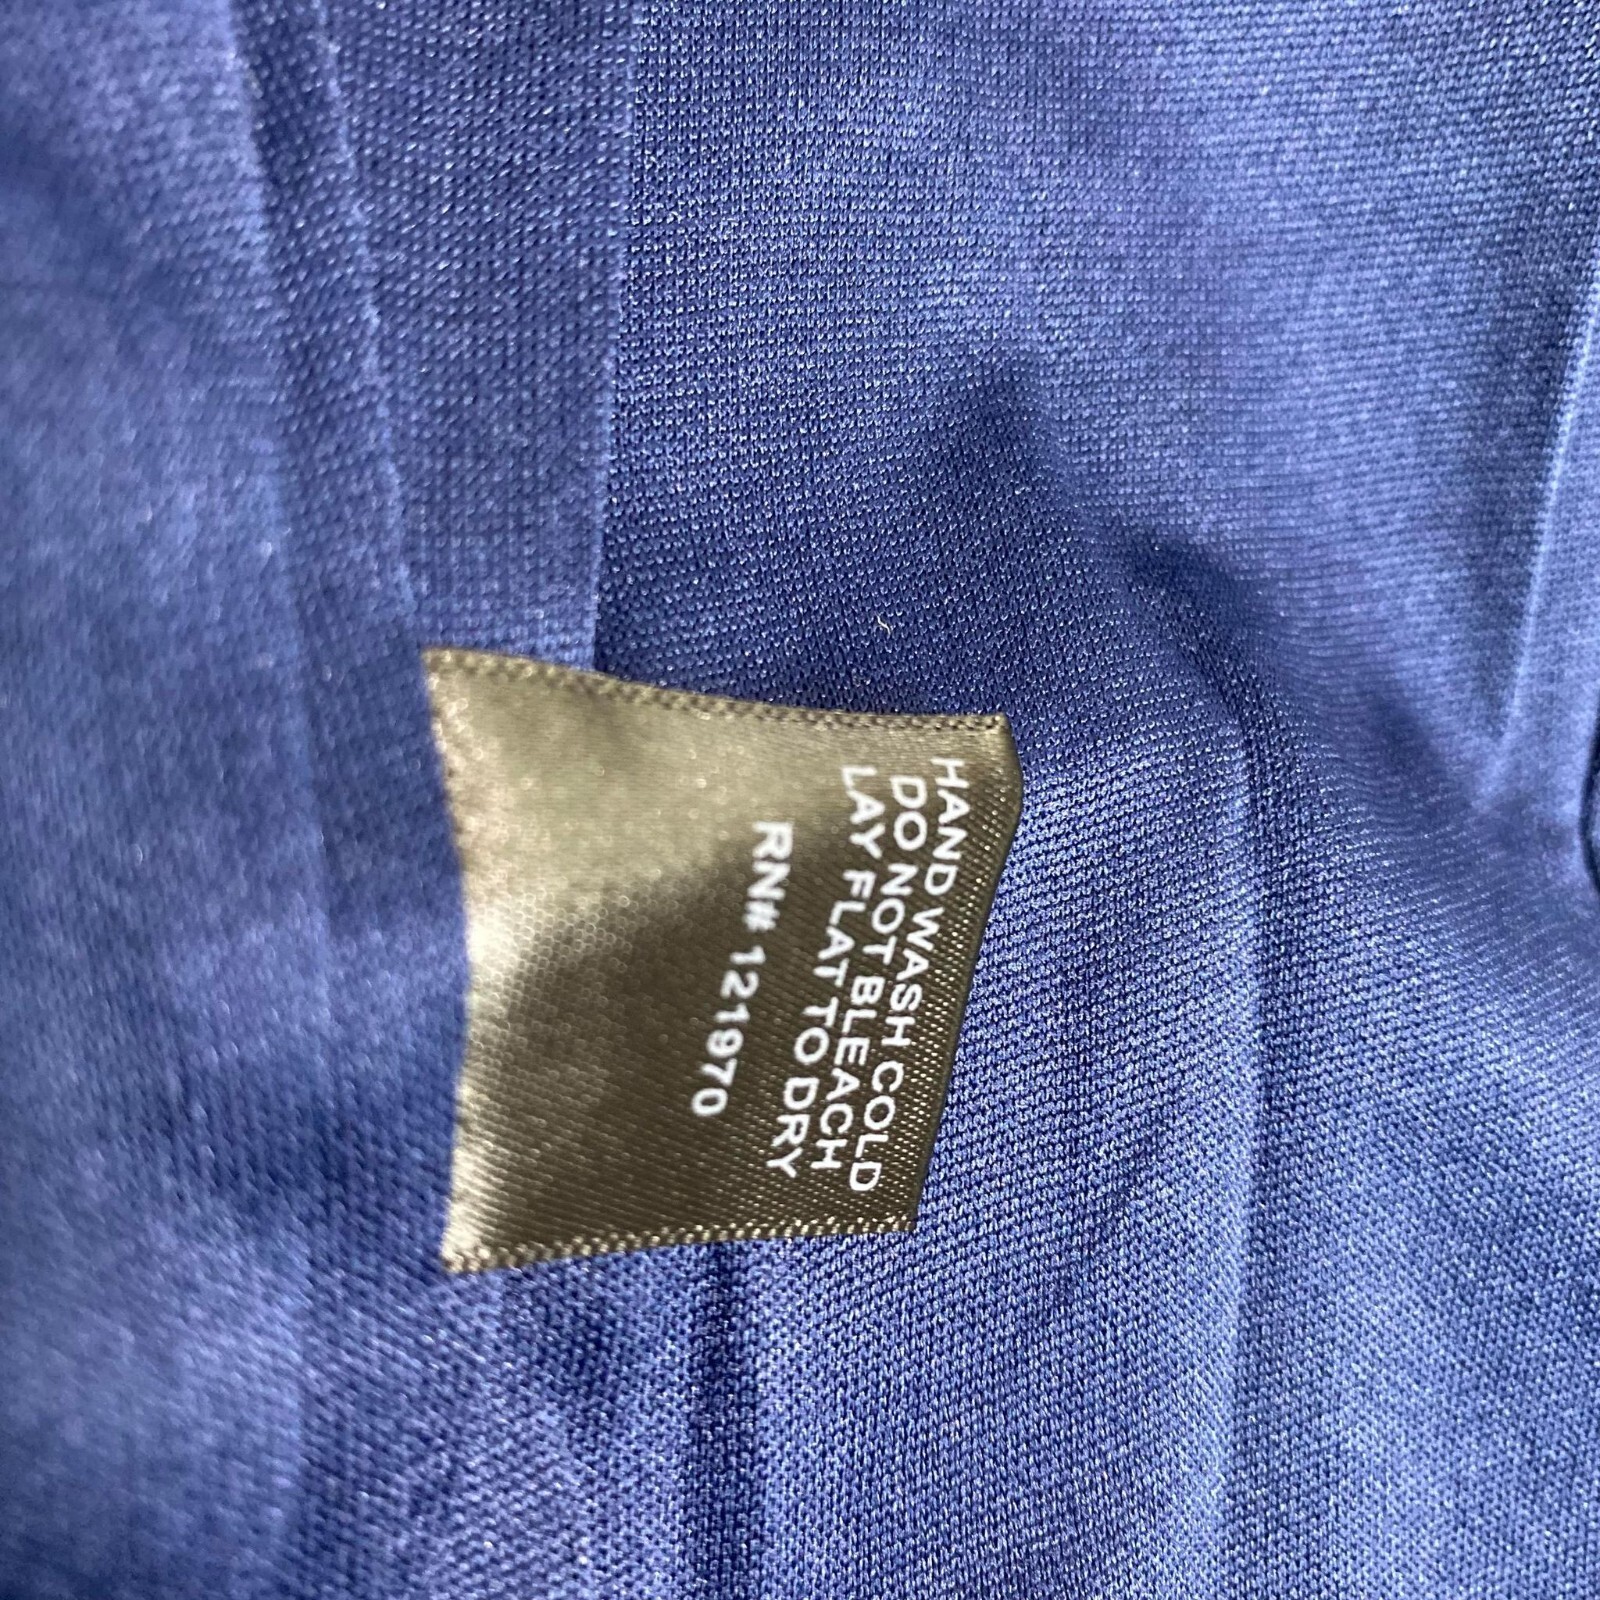 HAND WASH COLD
DO NOT BLEACH
LAY FLAT TO DRY
RN# 121970